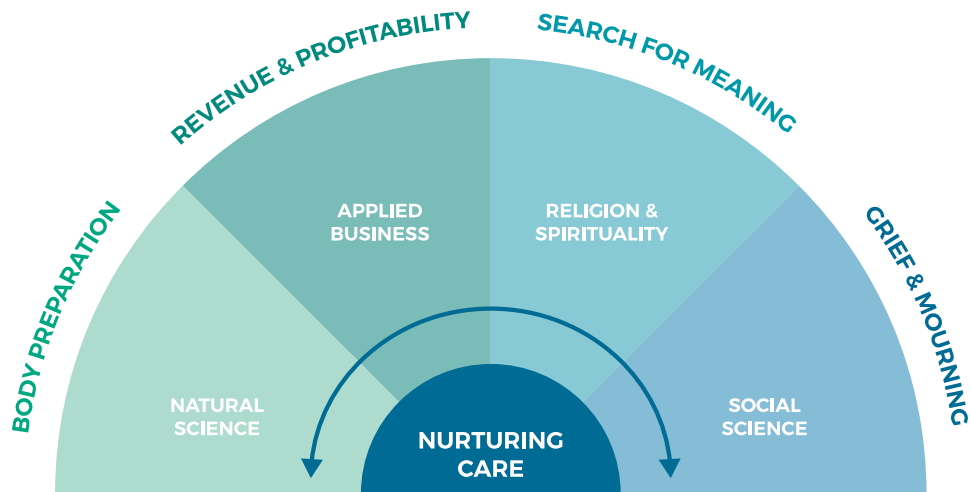 BODY PREPARATION
REVENUE & PROFITABILITY
SEARCH FOR MEANING
GRIEF & MOURNING
NATURAL
SCIENCE
APPLIED
BUSINESS
RELIGION &
SPIRITUALITY
SOCIAL
SCIENCE
NURTURING
CARE